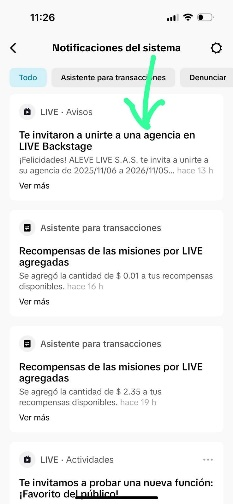 11:26
Notificaciones del sistema
Todo
Asistente para transacciones
Denunciar
LIVE · Avisos
Te invitaron a unirte a una agencia en
LIVE Backstage
¡Felicidades! ALEVE LIVE S.A.S. te invita a unirte a
su agencia de 2025/11/06 a 2026/11/05... hace 13 h
Ver más
Asistente para transacciones
Recompensas de las misiones por LIVE
agregadas
Se agregó la cantidad de $ 0.01 a tus recompensas
disponibles. hace 16 h
Ver más
Asistente para transacciones
Recompensas de las misiones por LIVE
agregadas
Se agregó la cantidad de $ 2.35 a tus
recompensas disponibles. hace 19 h
Ver más
LIVE · Actividades
Te invitamos a probar una nueva función:
¡Favorito del público!